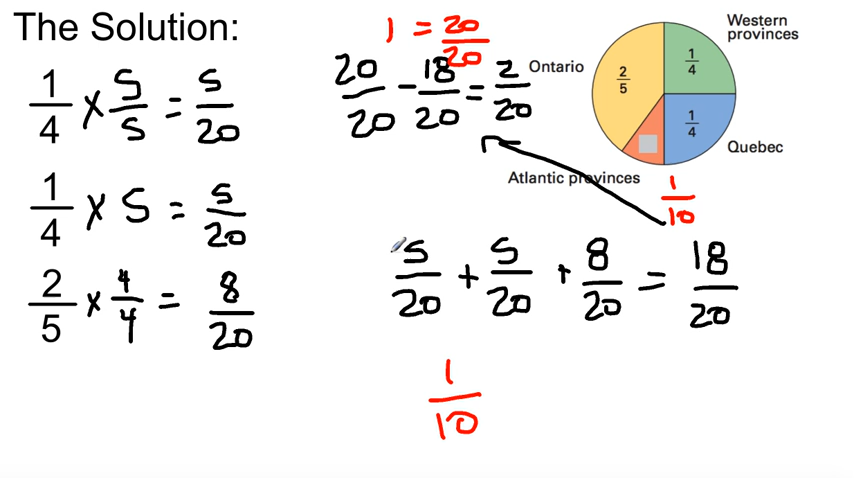 The Solution:
1/4 × 5/5 = 5/20
1/4 × 5 = 5/20
2/5 × 4/4 = 8/20
1 = 20/20
20/20 - 18/20 = 2/20
Western
provinces
Ontario
2/5
1/4
1/4
Quebec
Atlantic provinces
1/10
5/20 + 5/20 + 8/20 = 18/20
1/10